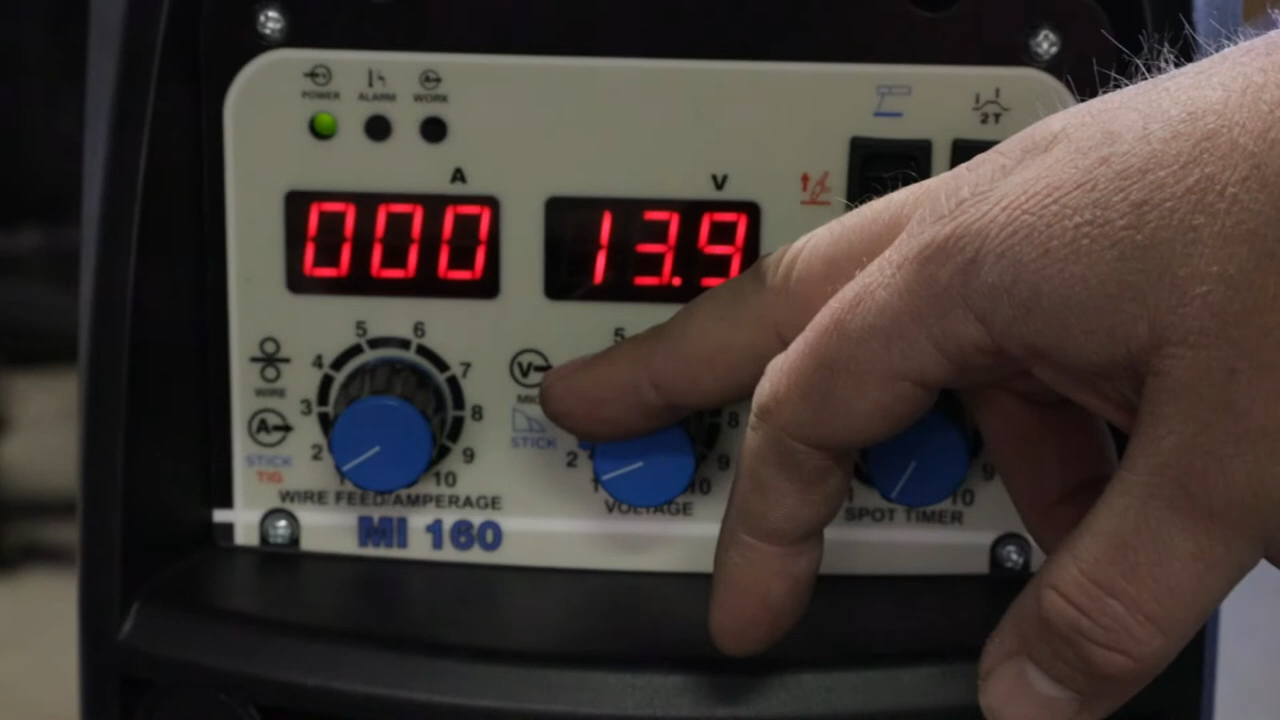 POWER ALARM WORK
2T
A V
000 13.9
5 6 5
4 7
3 8 8
2 9 2 9 9
1 10 1 10 1 10
WIRE
A
V
STICK
TIG
STICK
WIRE FEED/AMPERAGE VOLTAGE SPOT TIMER
MI 160